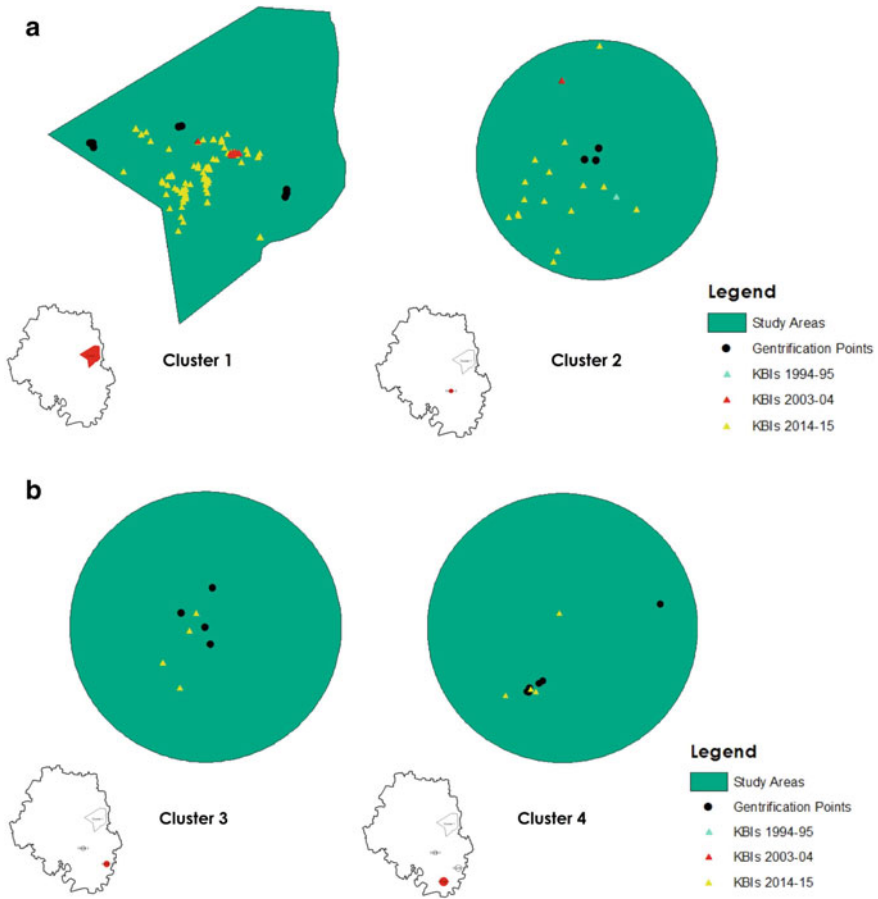 a
Cluster 1
Cluster 2
Legend
Study Areas
Gentrification Points
KBIs 1994-95
KBIs 2003-04
KBIs 2014-15
b
Cluster 3
Cluster 4
Legend
Study Areas
Gentrification Points
KBIs 1994-95
KBIs 2003-04
KBIs 2014-15